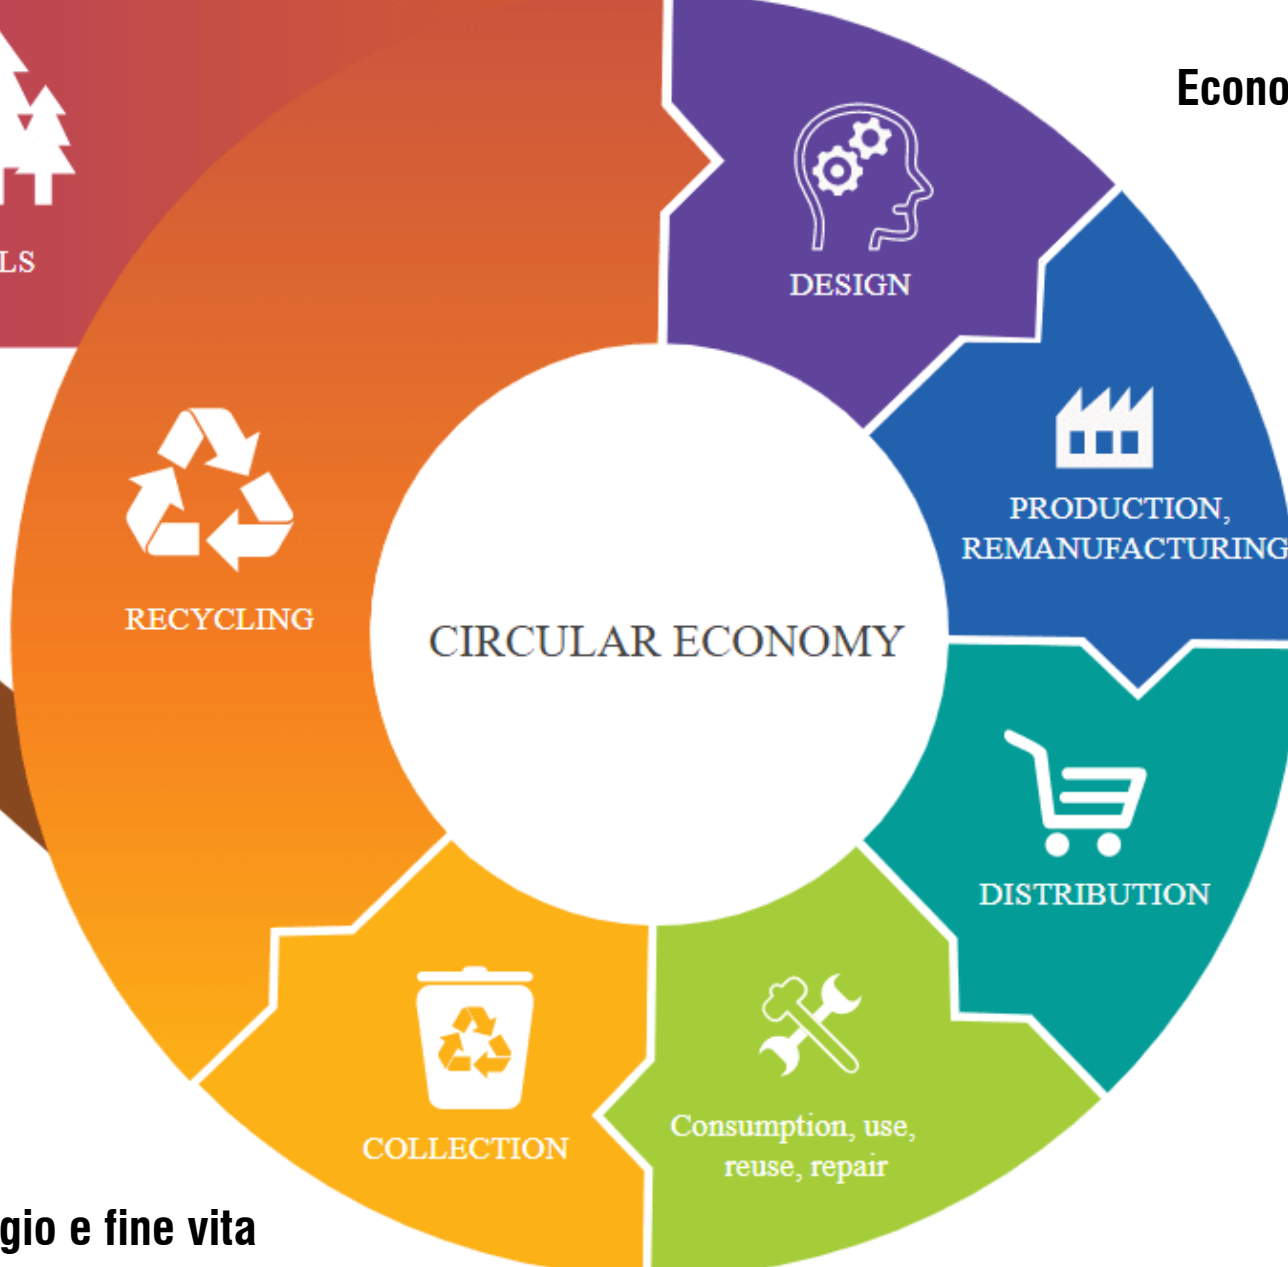 Econo
DESIGN
LS
PRODUCTION,
REMANUFACTURING
RECYCLING
CIRCULAR ECONOMY
DISTRIBUTION
Consumption, use,
reuse, repair
COLLECTION
gio e fine vita